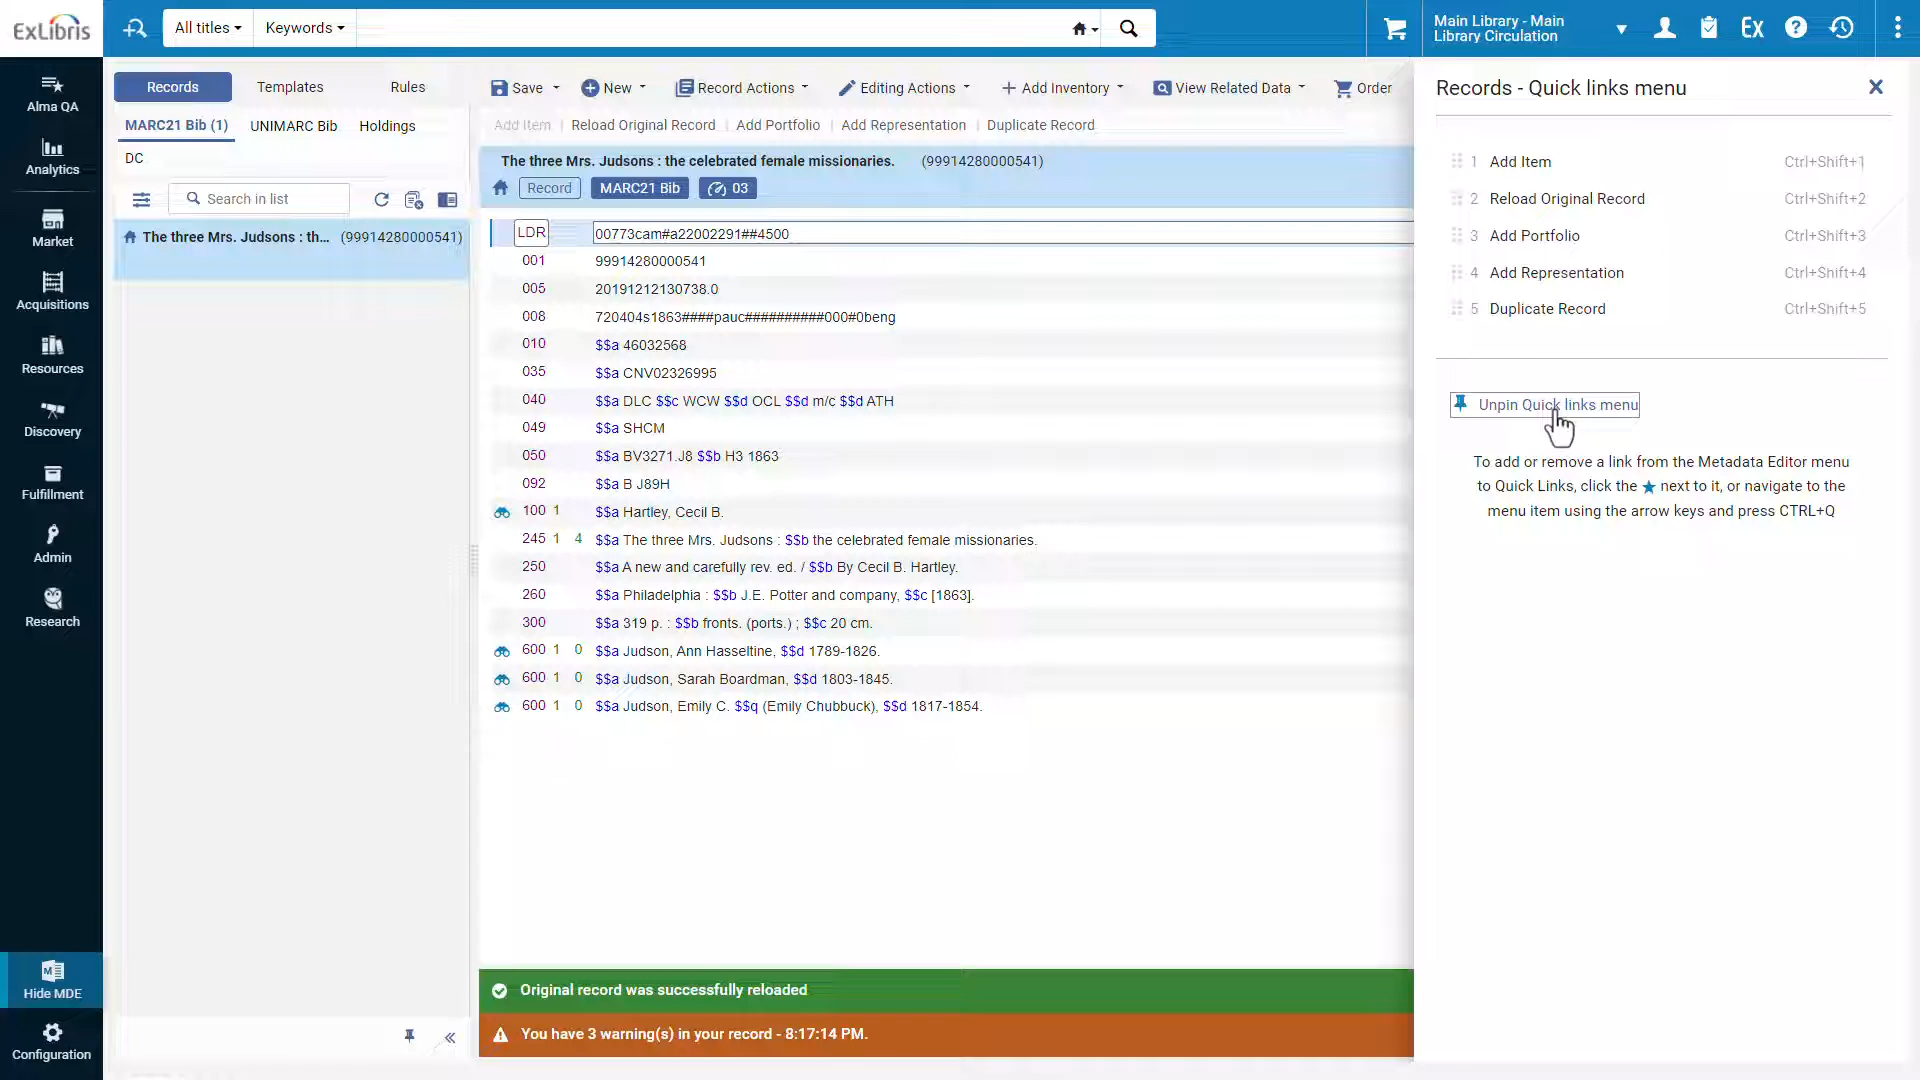 ExLibris
All titles
Keywords
Main Library - Main
Library Circulation
Ex
Alma QA
Analytics
Market
Acquisitions
Resources
Discovery
Fulfillment
Admin
Research
Hide MDE
Configuration
Records
Templates
Rules
MARC21 Bib (1)
UNIMARC Bib
Holdings
DC
Search in list
The three Mrs. Judsons : th... (99914280000541)
Save
New
Record Actions
Editing Actions
Add Inventory
View Related Data
Order
Add Item | Reload Original Record | Add Portfolio | Add Representation | Duplicate Record
The three Mrs. Judsons : the celebrated female missionaries. (99914280000541)
Record
MARC21 Bib
03
LDR 00773cam#a22002291##4500
001 99914280000541
005 20191212130738.0
008 720404s1863####pauc##########000#0beng
010 $$a 46032568
035 $$a CNV02326995
040 $$a DLC $$c WCW $$d OCL $$d m/c $$d ATH
049 $$a SHCM
050 $$a BV3271.J8 $$b H3 1863
092 $$a B J89H
100 1 $$a Hartley, Cecil B.
245 1 4 $$a The three Mrs. Judsons : $$b the celebrated female missionaries.
250 $$a A new and carefully rev. ed. / $$b By Cecil B. Hartley.
260 $$a Philadelphia : $$b J.E. Potter and company, $$c [1863].
300 $$a 319 p. : $$b fronts. (ports.) ; $$c 20 cm.
600 1 0 $$a Judson, Ann Hasseltine, $$d 1789-1826.
600 1 0 $$a Judson, Sarah Boardman, $$d 1803-1845.
600 1 0 $$a Judson, Emily C. $$q (Emily Chubbuck), $$d 1817-1854.
Original record was successfully reloaded
You have 3 warning(s) in your record - 8:17:14 PM.
Records - Quick links menu
1 Add Item Ctrl+Shift+1
2 Reload Original Record Ctrl+Shift+2
3 Add Portfolio Ctrl+Shift+3
4 Add Representation Ctrl+Shift+4
5 Duplicate Record Ctrl+Shift+5
Unpin Quick links menu
To add or remove a link from the Metadata Editor menu
to Quick Links, click the ★ next to it, or navigate to the
menu item using the arrow keys and press CTRL+Q